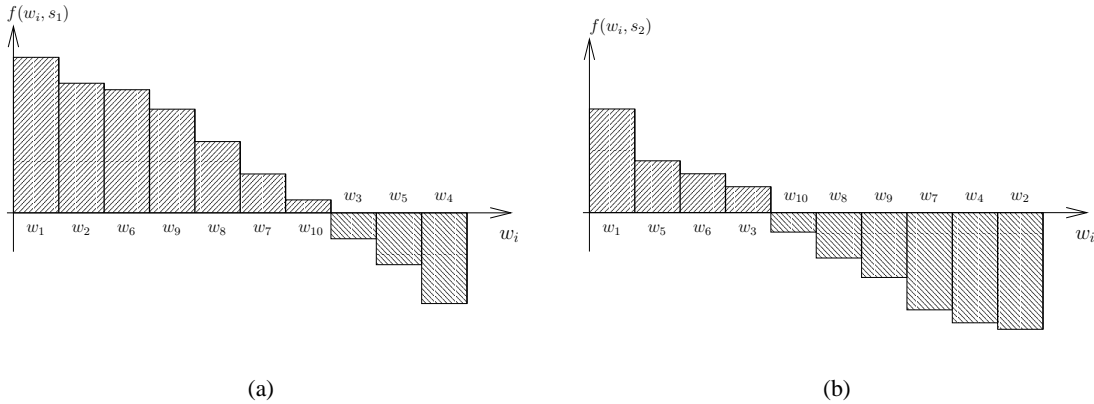 f(w_i, s_1)
w_3 w_5 w_4
w_1 w_2 w_6 w_9 w_8 w_7 w_10
w_i
(a)
f(w_i, s_2)
w_10 w_8 w_9 w_7 w_4 w_2
w_1 w_5 w_6 w_3
w_i
(b)